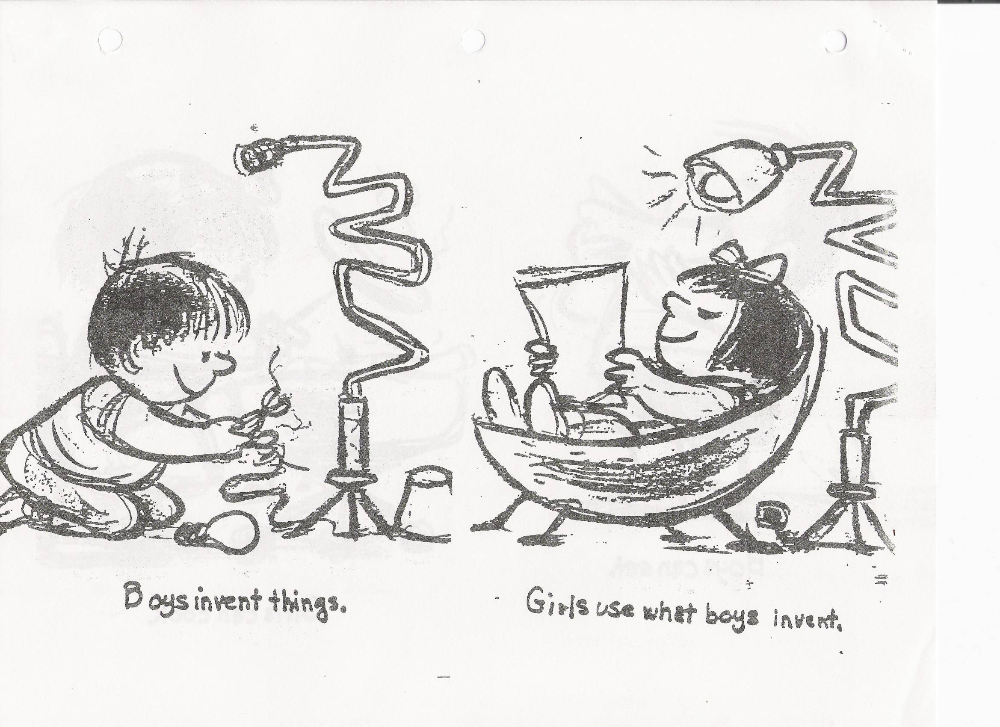 Boys invent things.
Girls use what boys invent.